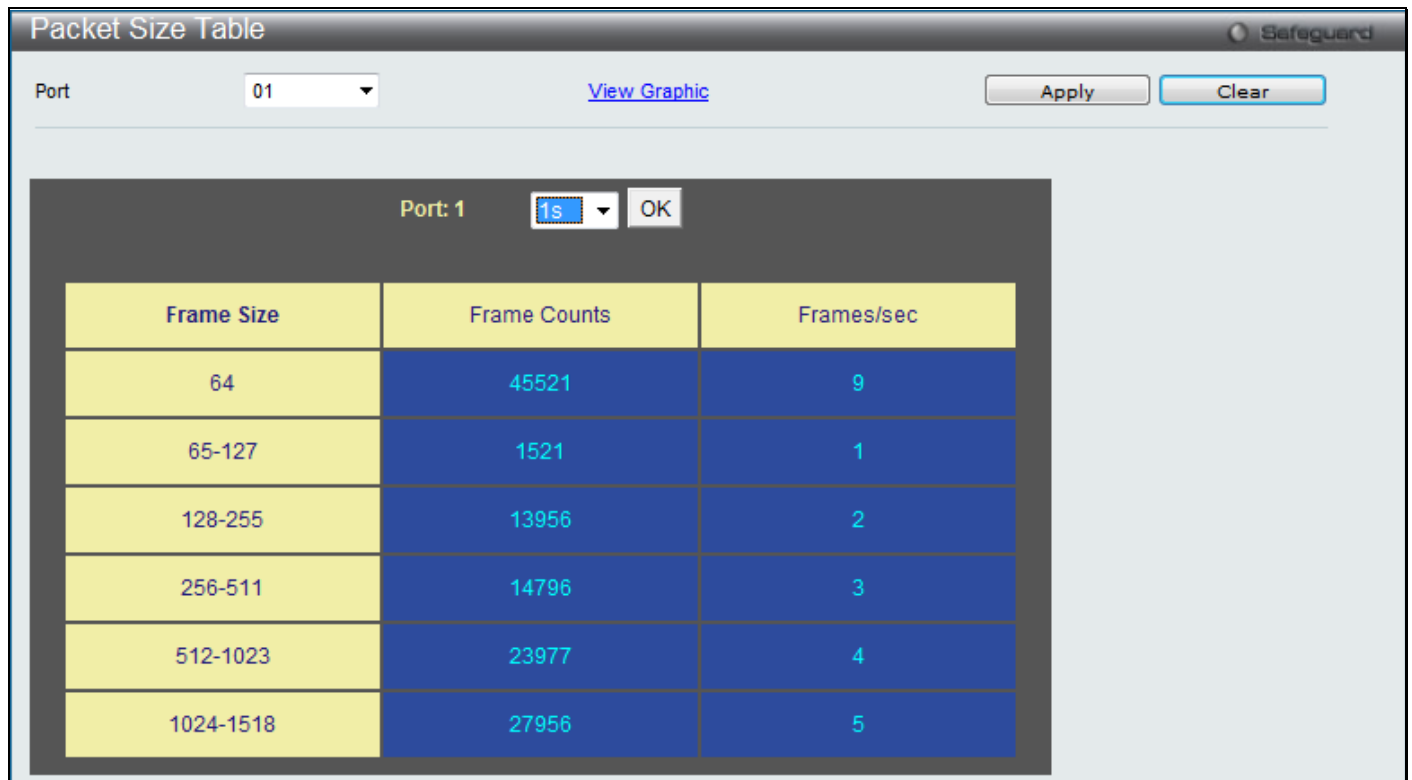 Packet Size Table
Safeguard
Port 01 View Graphic Apply Clear
Port: 1 1s OK
Frame Size Frame Counts Frames/sec
64 45521 9
65-127 1521 1
128-255 13956 2
256-511 14796 3
512-1023 23977 4
1024-1518 27956 5